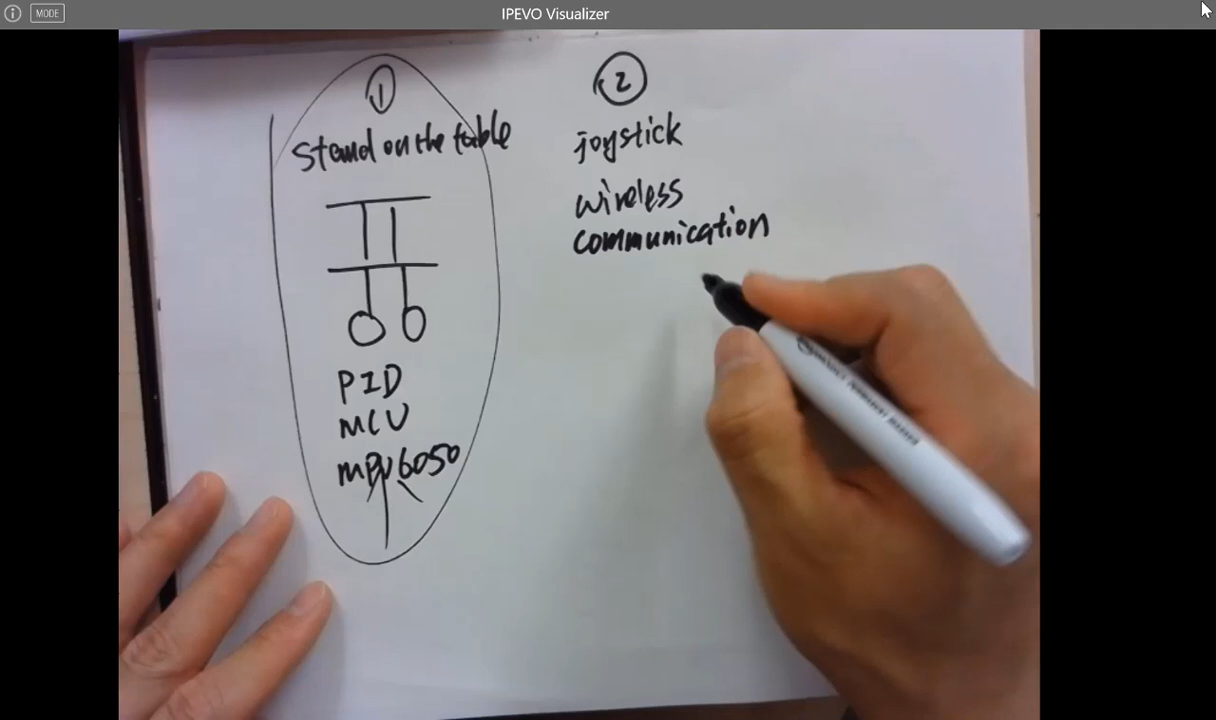 IPEVO Visualizer
MODE
1
Stand on the table
PID
MCU
MPU6050
2
joystick
wireless
communication